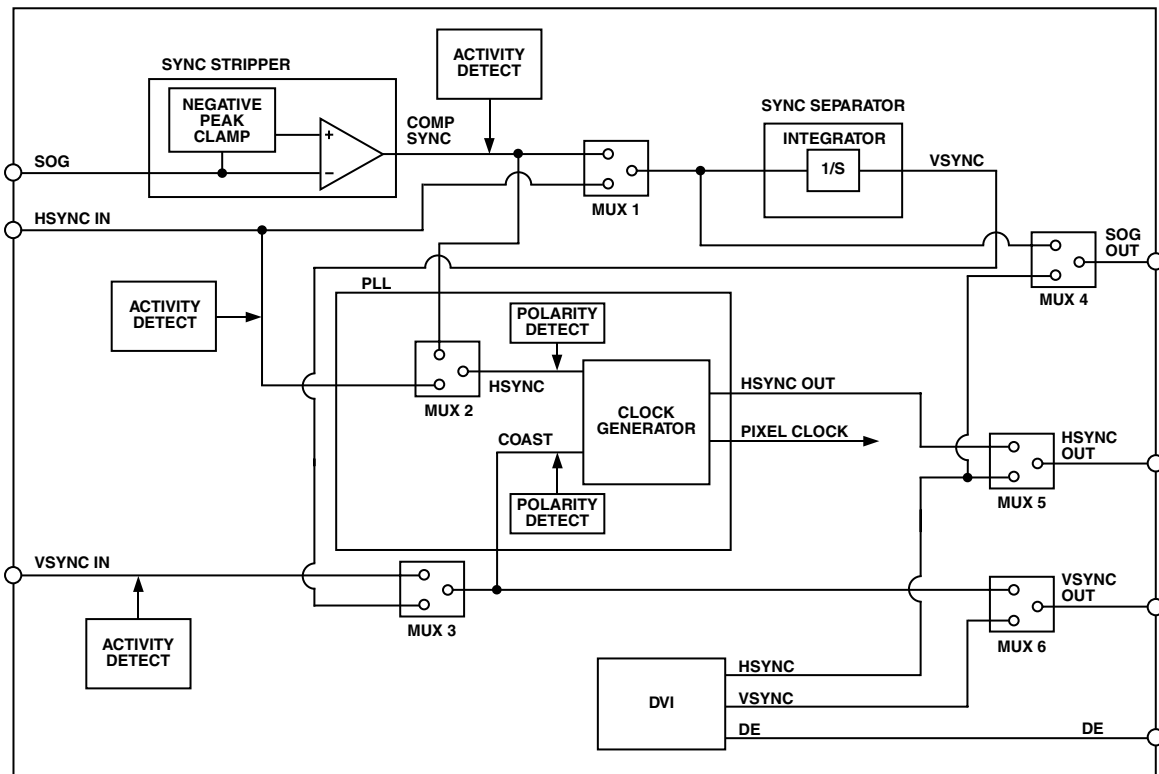 ACTIVITY
DETECT
SYNC STRIPPER
NEGATIVE
PEAK
CLAMP
+
−
COMP
SYNC
SYNC SEPARATOR
INTEGRATOR
1/S
VSYNC
SOG
MUX 1
HSYNC IN
SOG
OUT
MUX 4
PLL
ACTIVITY
DETECT
POLARITY
DETECT
HSYNC
MUX 2
CLOCK
GENERATOR
HSYNC OUT
PIXEL CLOCK
COAST
POLARITY
DETECT
HSYNC
OUT
MUX 5
VSYNC IN
MUX 3
ACTIVITY
DETECT
VSYNC
OUT
MUX 6
DVI
HSYNC
VSYNC
DE
DE